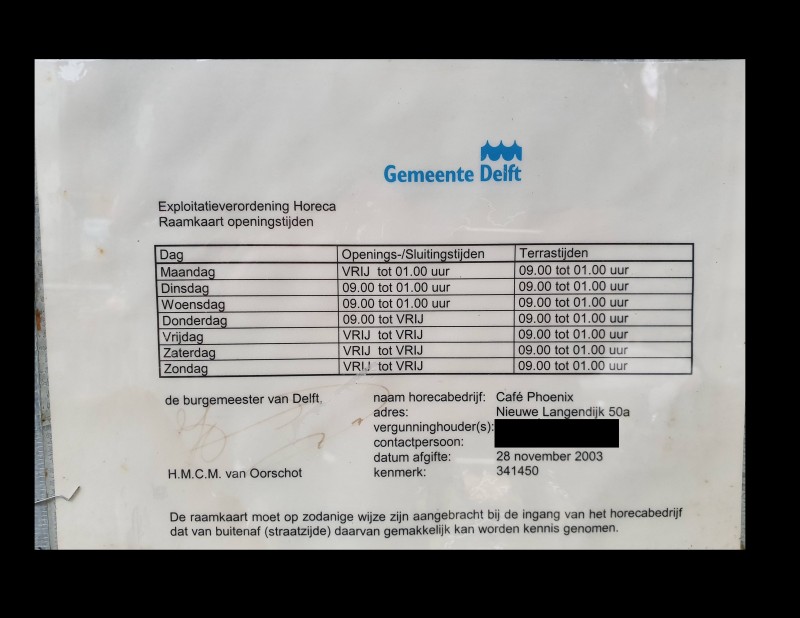 Gemeente Delft
Exploitatieverordening Horeca
Raamkaart openingstijden
Dag Openings-/Sluitingstijden Terrastijden
Maandag VRIJ tot 01.00 uur 09.00 tot 01.00 uur
Dinsdag 09.00 tot 01.00 uur 09.00 tot 01.00 uur
Woensdag 09.00 tot 01.00 uur 09.00 tot 01.00 uur
Donderdag 09.00 tot VRIJ 09.00 tot 01.00 uur
Vrijdag VRIJ tot VRIJ 09.00 tot 01.00 uur
Zaterdag VRIJ tot VRIJ 09.00 tot 01.00 uur
Zondag VRIJ tot VRIJ 09.00 tot 01.00 uur
de burgemeester van Delft.
H.M.C.M. van Oorschot
naam horecabedrijf: Café Phoenix
adres: Nieuwe Langendijk 50a
vergunninghouder(s):
contactpersoon:
datum afgifte: 28 november 2003
kenmerk: 341450
De raamkaart moet op zodanige wijze zijn aangebracht bij de ingang van het horecabedrijf
dat van buitenaf (straatzijde) daarvan gemakkelijk kan worden kennis genomen.